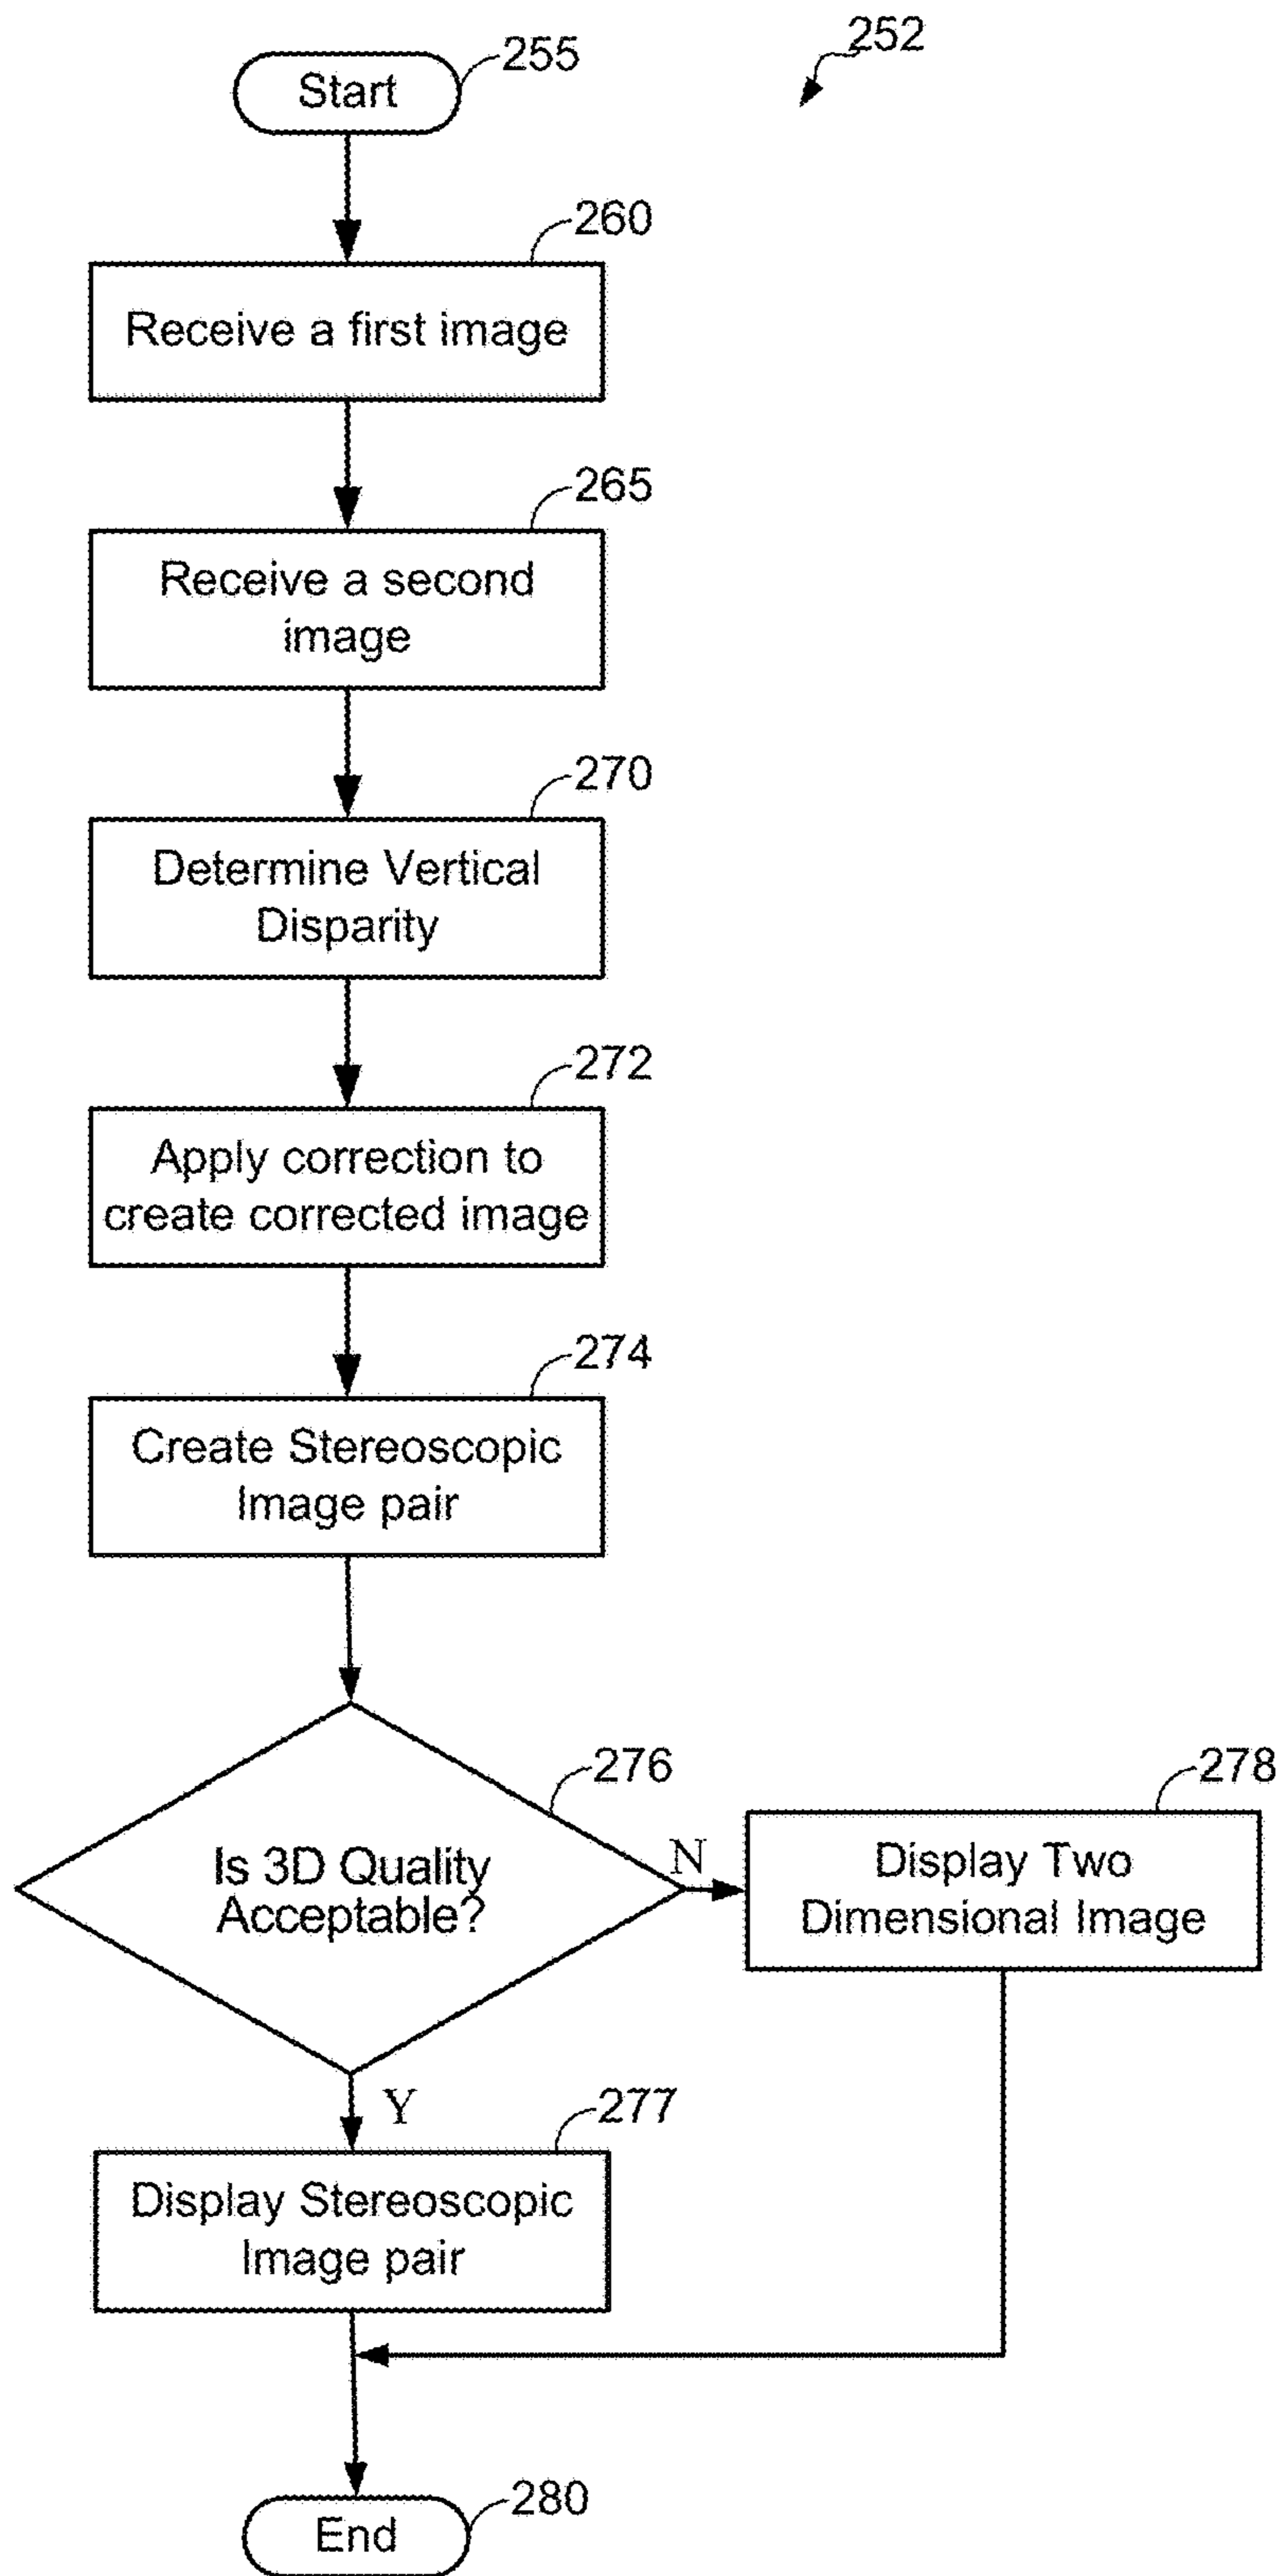 252
255
Start
260
Receive a first image
265
Receive a second
image
270
Determine Vertical
Disparity
272
Apply correction to
create corrected image
274
Create Stereoscopic
Image pair
276
Is 3D Quality
Acceptable?
N
278
Display Two
Dimensional Image
Y
277
Display Stereoscopic
Image pair
280
End